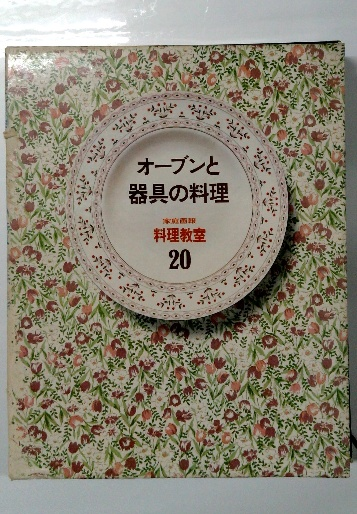 オーブンと
器具の料理
家庭画報
料理教室
20